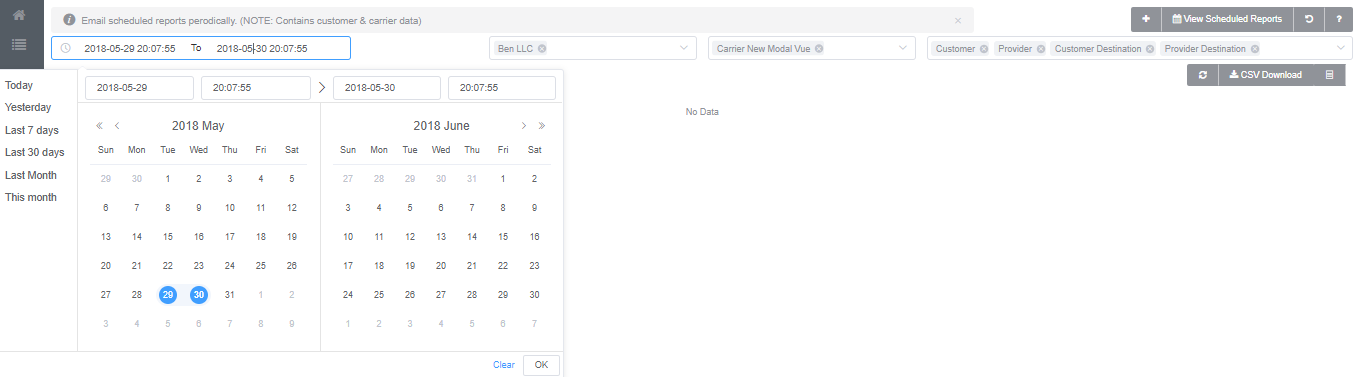 Email scheduled reports perodically. (NOTE: Contains customer & carrier data) ×
View Scheduled Reports ?
2018-05-29 20:07:55 To 2018-05-30 20:07:55
Ben LLC
Carrier New Modal Vue
Customer Provider Customer Destination Provider Destination
CSV Download
No Data
Today
Yesterday
Last 7 days
Last 30 days
Last Month
This month
2018-05-29 20:07:55 > 2018-05-30 20:07:55
« ‹ 2018 May
Sun Mon Tue Wed Thu Fri Sat
29 30 1 2 3 4 5
6 7 8 9 10 11 12
13 14 15 16 17 18 19
20 21 22 23 24 25 26
27 28 29 30 31 1 2
3 4 5 6 7 8 9
2018 June › »
Sun Mon Tue Wed Thu Fri Sat
27 28 29 30 31 1 2
3 4 5 6 7 8 9
10 11 12 13 14 15 16
17 18 19 20 21 22 23
24 25 26 27 28 29 30
1 2 3 4 5 6 7
Clear OK